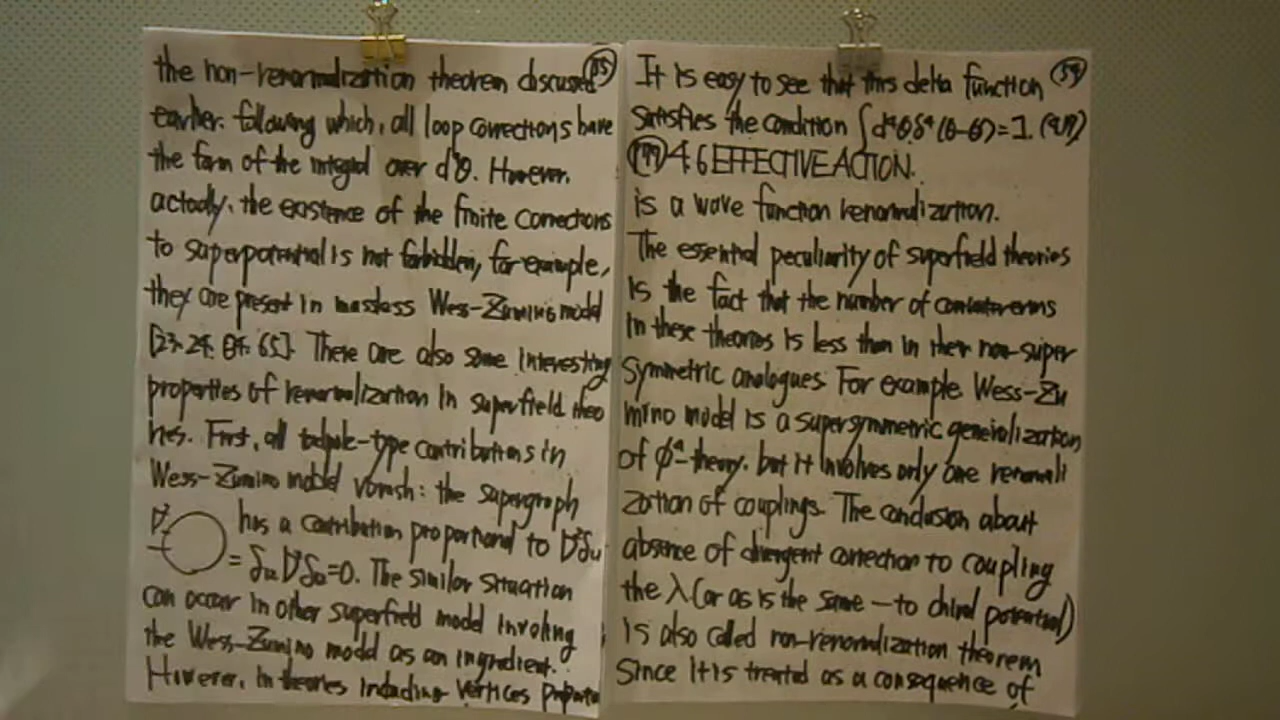 the non-renormalization theorem discussed 55
earlier. following which, all loop corrections have
the form of the integral over d⁴θ. However,
actually, the existence of the finite corrections
to superpotential is not forbidden, for example,
they are present in massless Wess-Zumino model
[23. 24. 64. 65]. There are also some interesting
properties of renormalization in superfield theo
ries. First, all tadpole-type contributions in
Wess-Zumino model vanish: the supergraph
D² has a contribution proportional to D²δ₁₂
= δ₁₂D²δ₁₂=0. The similar situation
can occur in other superfield model involving
the Wess-Zumino model as an ingredient.
However, in theories including vertices proportio
It is easy to see that this delta function 54
satisfies the condition ∫d⁴θδ⁴(θ-θ')=1.
4.6 EFFECTIVE ACTION.
is a wave function renormalization.
The essential peculiarity of superfield theories
is the fact that the number of counterterms
in these theories is less than in their non-super
symmetric analogues. For example Wess-Zu
mino model is a supersymmetric generalization
of ϕ⁴-theory. but it involves only one renormali
zation of couplings. The conclusion about
absence of divergent correction to coupling
the λ (or as is the same — to chiral potential)
is also called non-renormalization theorem
since it is treated as a consequence of